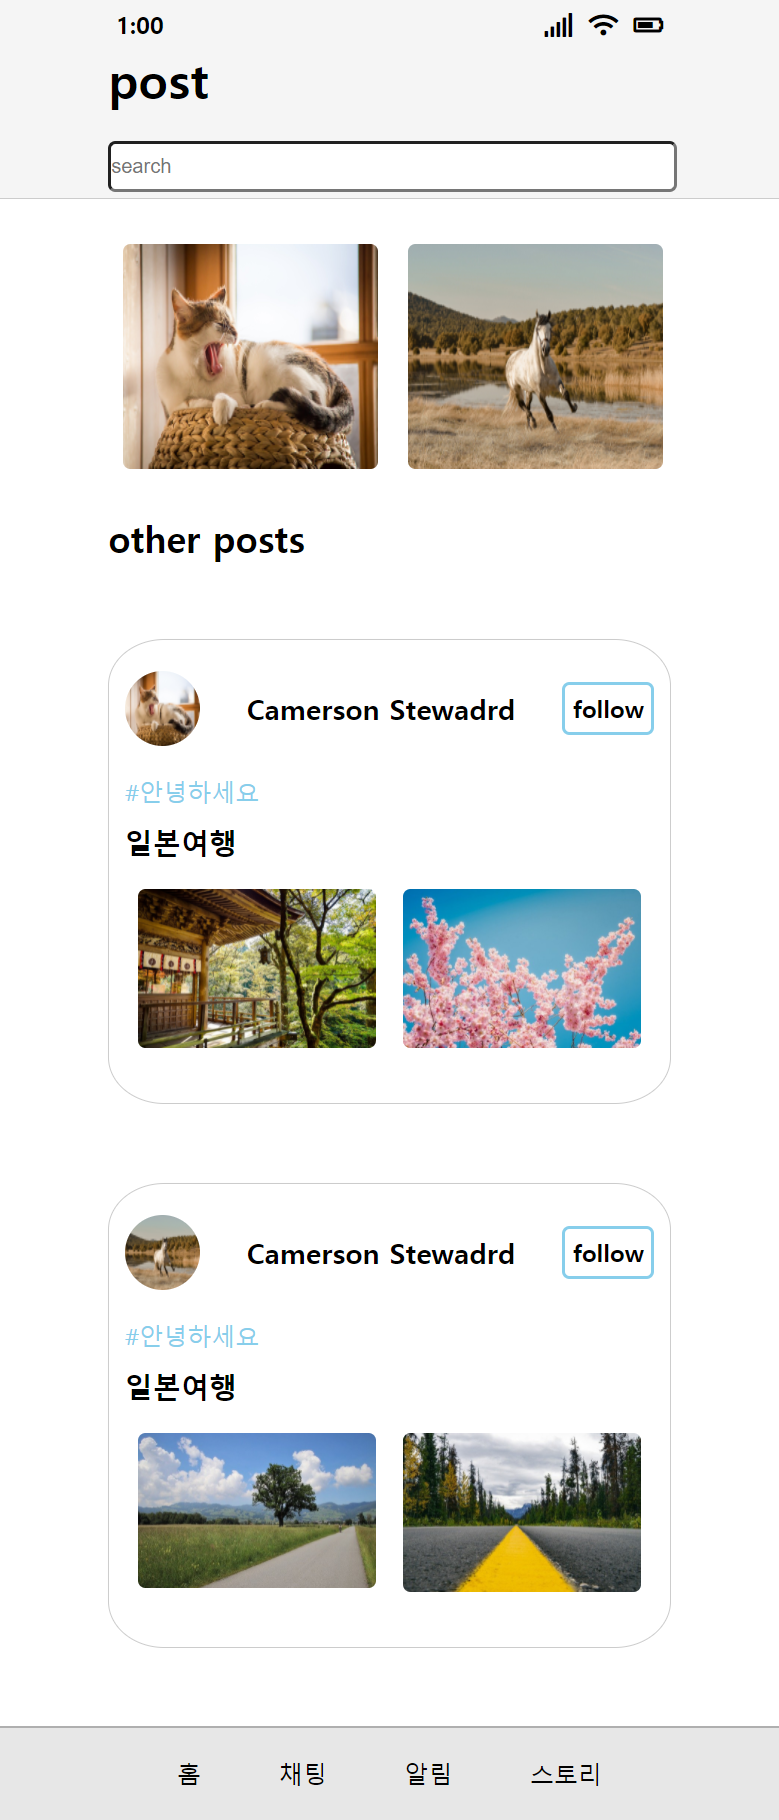 1:00
post
search
other posts
Camerson Stewadrd
follow
#안녕하세요
일본여행
Camerson Stewadrd
follow
#안녕하세요
일본여행
홈 채팅 알림 스토리